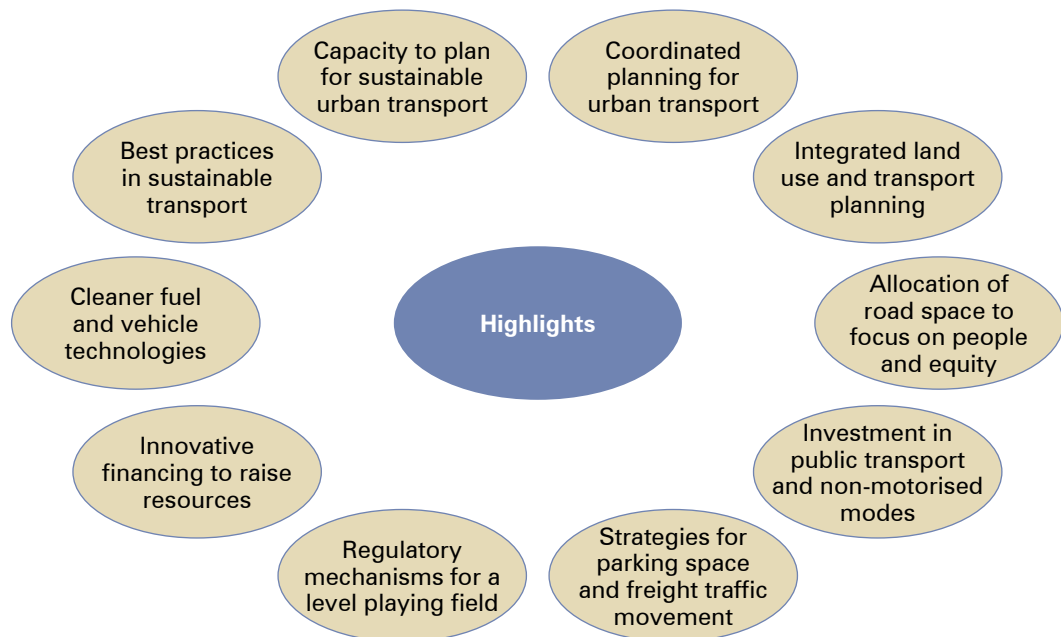 Capacity to plan
for sustainable
urban transport
Coordinated
planning for
urban transport
Best practices
in sustainable
transport
Integrated land
use and transport
planning
Cleaner fuel
and vehicle
technologies
Highlights
Allocation of
road space to
focus on people
and equity
Innovative
financing to raise
resources
Investment in
public transport
and non-motorised
modes
Regulatory
mechanisms for a
level playing field
Strategies for
parking space
and freight traffic
movement